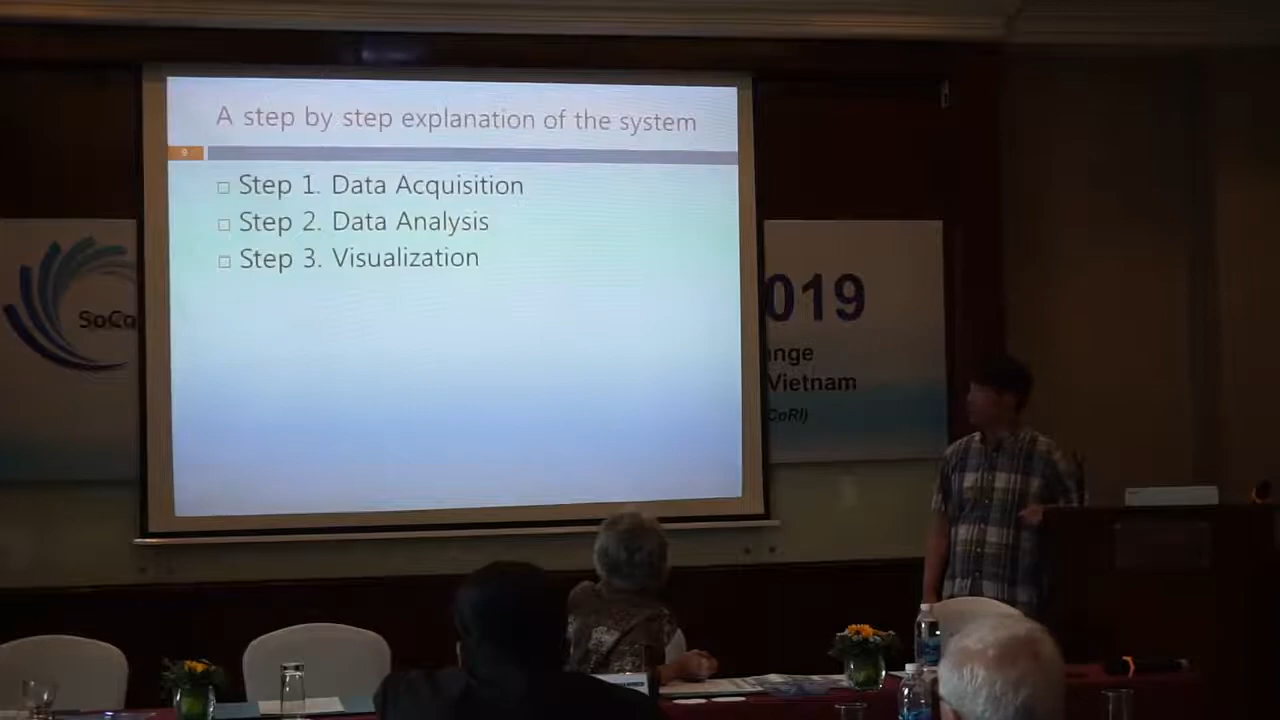 A step by step explanation of the system
9
□ Step 1. Data Acquisition
□ Step 2. Data Analysis
□ Step 3. Visualization
SoCo
019
ange
Vietnam
CoRI)